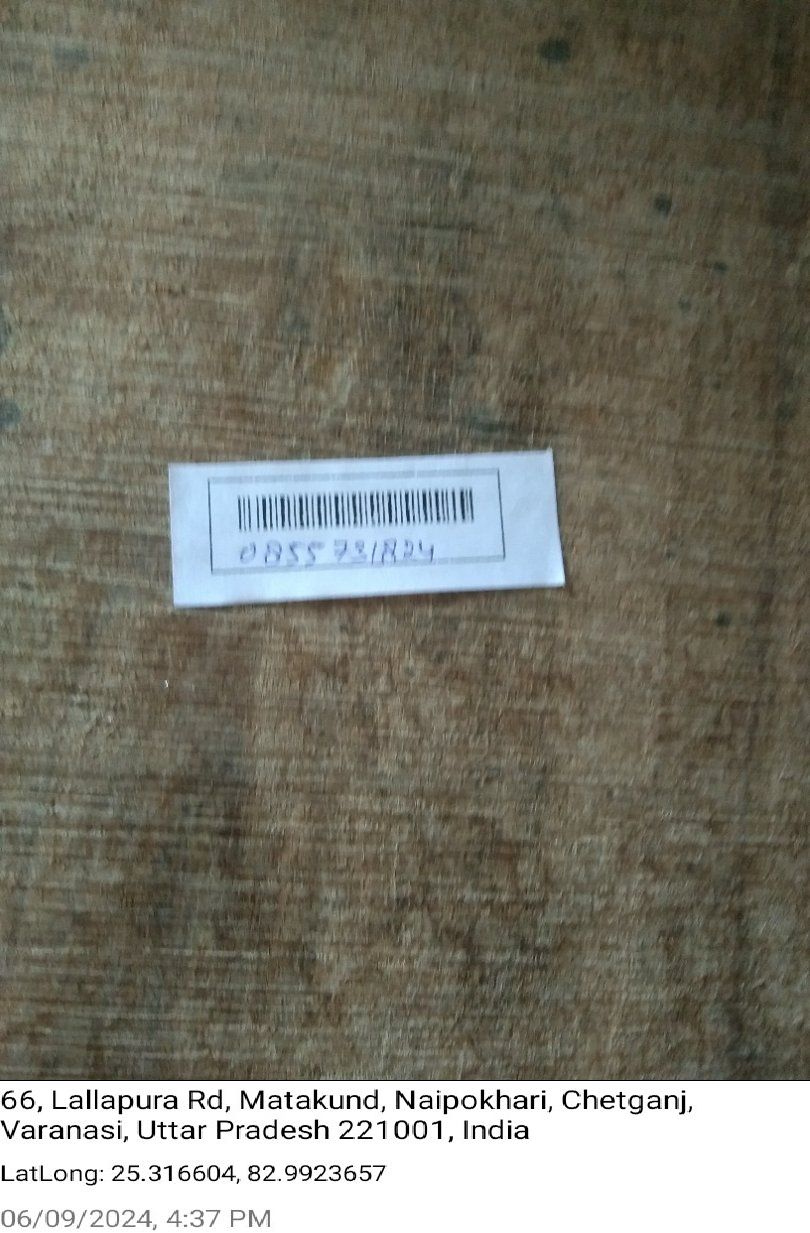 0855731824
66, Lallapura Rd, Matakund, Naipokhari, Chetganj,
Varanasi, Uttar Pradesh 221001, India
LatLong: 25.316604, 82.9923657
06/09/2024, 4:37 PM